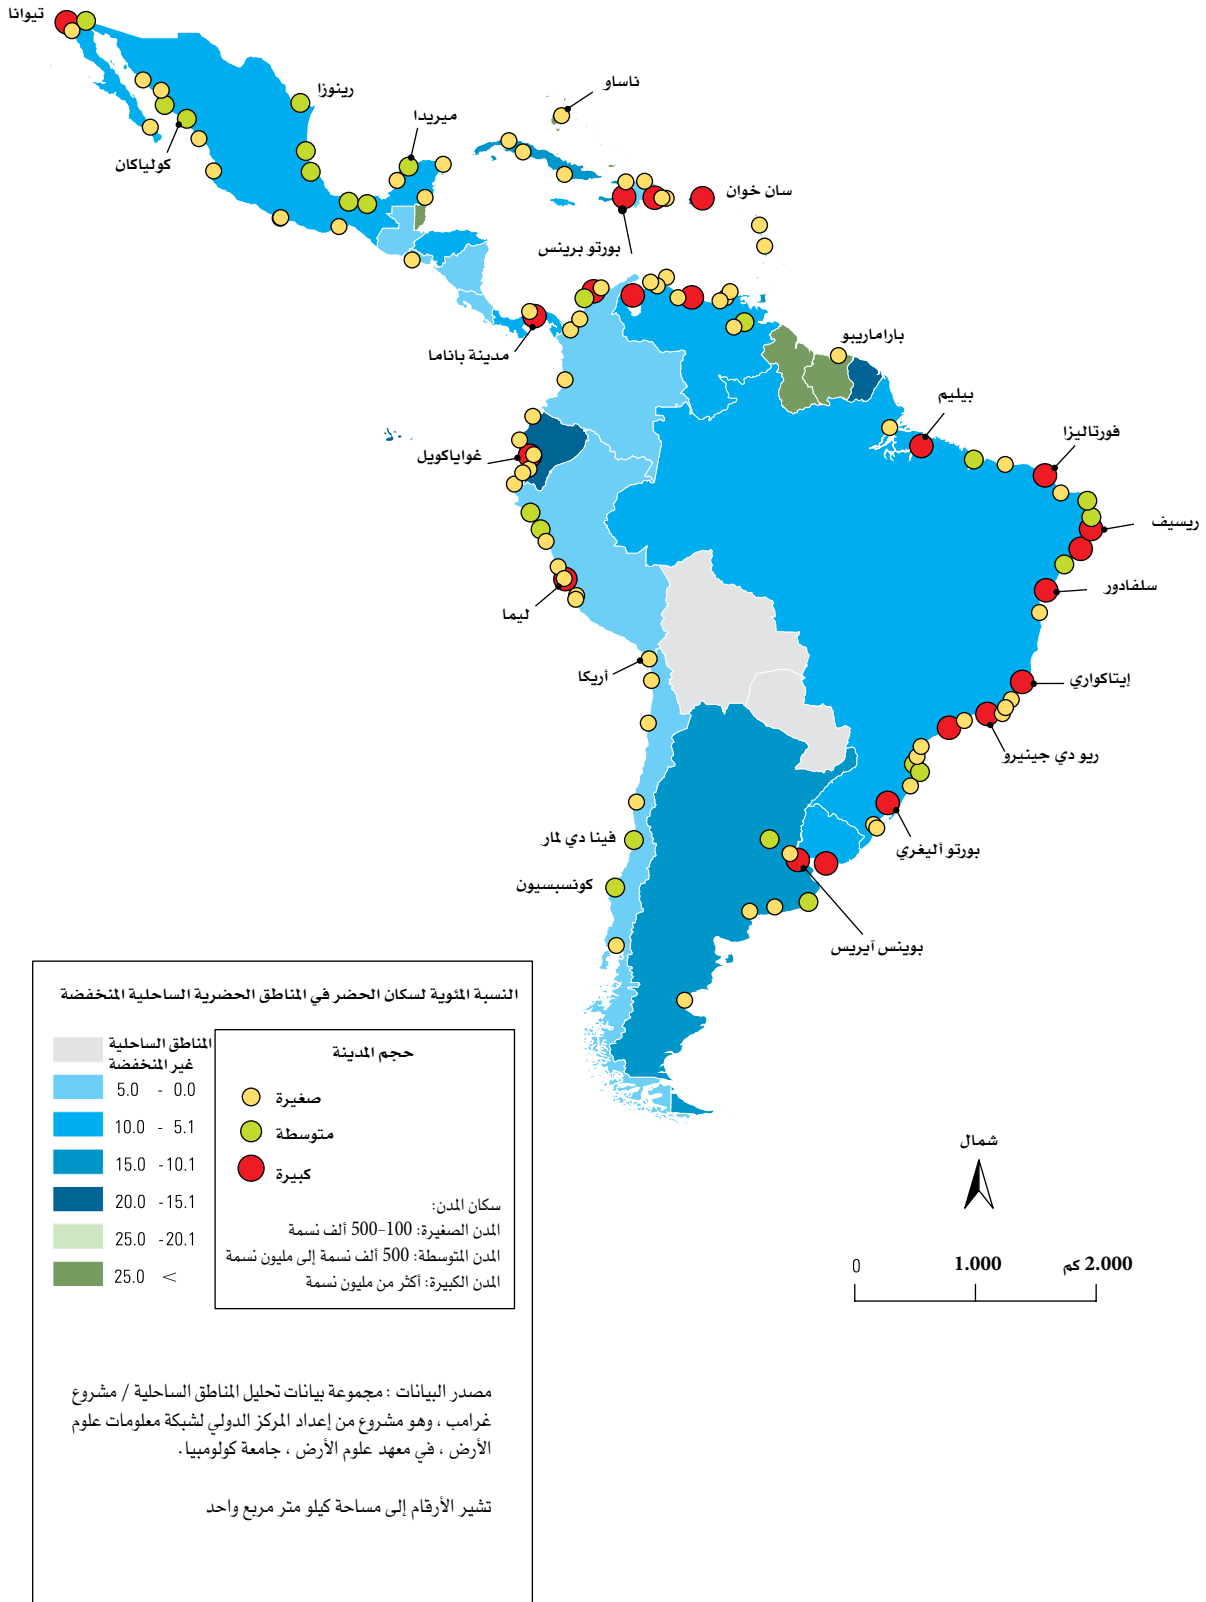 تيوانا
رينوزا
ناساو
ميريدا
كولياكان
سان خوان
بورتو برينس
مدينة باناما
باراماريبو
بيليم
فورتاليزا
غواياكويل
ريسيف
سلفادور
ليما
أريكا
إيتاكواري
ريو دي جينيرو
فينا دي لمار
بورتو أليغري
كونسبسيون
بوينس آيريس
النسبة المئوية لسكان الحضر في المناطق الحضرية الساحلية المنخفضة
المناطق الساحلية
غير المنخفضة
5.0 - 0.0
10.0 - 5.1
15.0 -10.1
20.0 -15.1
25.0 -20.1
25.0 <
حجم المدينة
صغيرة
متوسطة
كبيرة
سكان المدن:
المدن الصغيرة: 100-500 ألف نسمة
المدن المتوسطة: 500 ألف نسمة إلى مليون نسمة
المدن الكبيرة: أكثر من مليون نسمة
شمال
0 1.000 2.000 كم
مصدر البيانات : مجموعة بيانات تحليل المناطق الساحلية / مشروع
غرامب ، وهو مشروع من إعداد المركز الدولي لشبكة معلومات علوم
الأرض ، في معهد علوم الأرض ، جامعة كولومبيا.
تشير الأرقام إلى مساحة كيلو متر مربع واحد